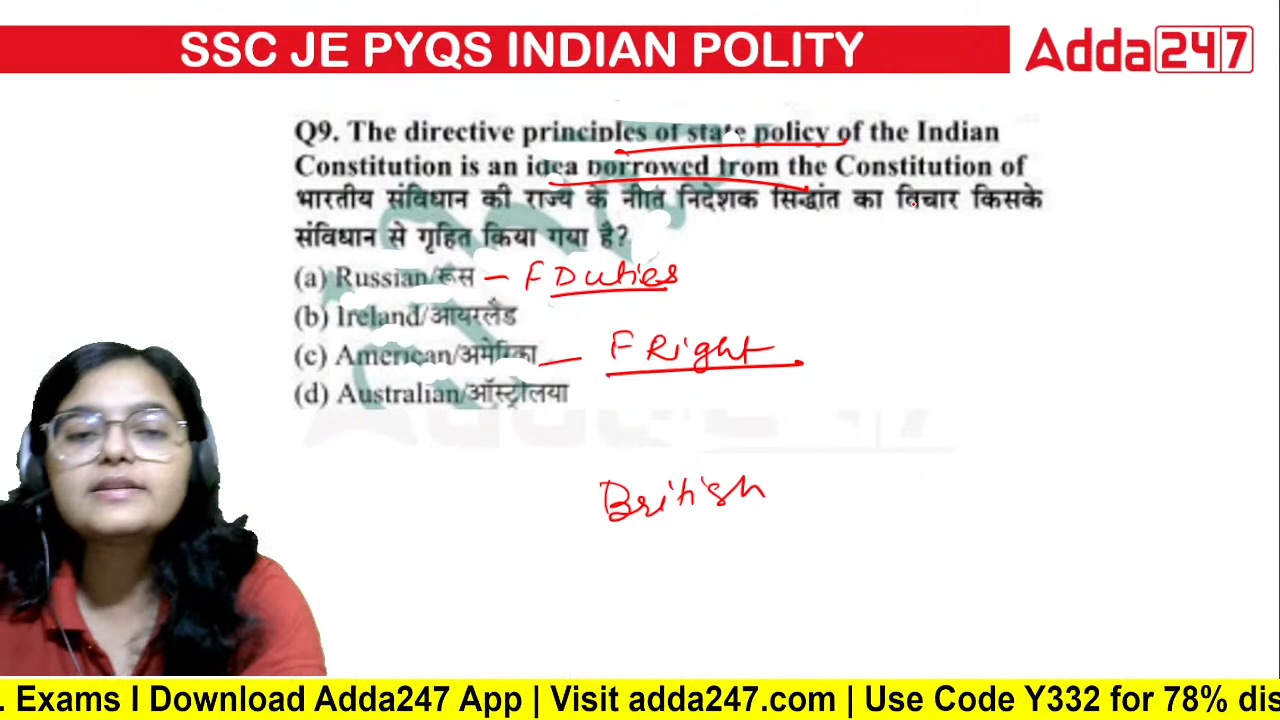 SSC JE PYQS INDIAN POLITY
Adda247
Q9. The directive principles of state policy of the Indian
Constitution is an idea borrowed from the Constitution of
भारतीय संविधान की राज्य के नीति निदेशक सिद्धांत का विचार किसके
संविधान से गृहित किया गया है?
(a) Russian/रूस – F Duties
(b) Ireland/आयरलैंड
(c) American/अमेरिका – F Right
(d) Australian/ऑस्ट्रेलिया
British
. Exams I Download Adda247 App | Visit adda247.com | Use Code Y332 for 78% dis